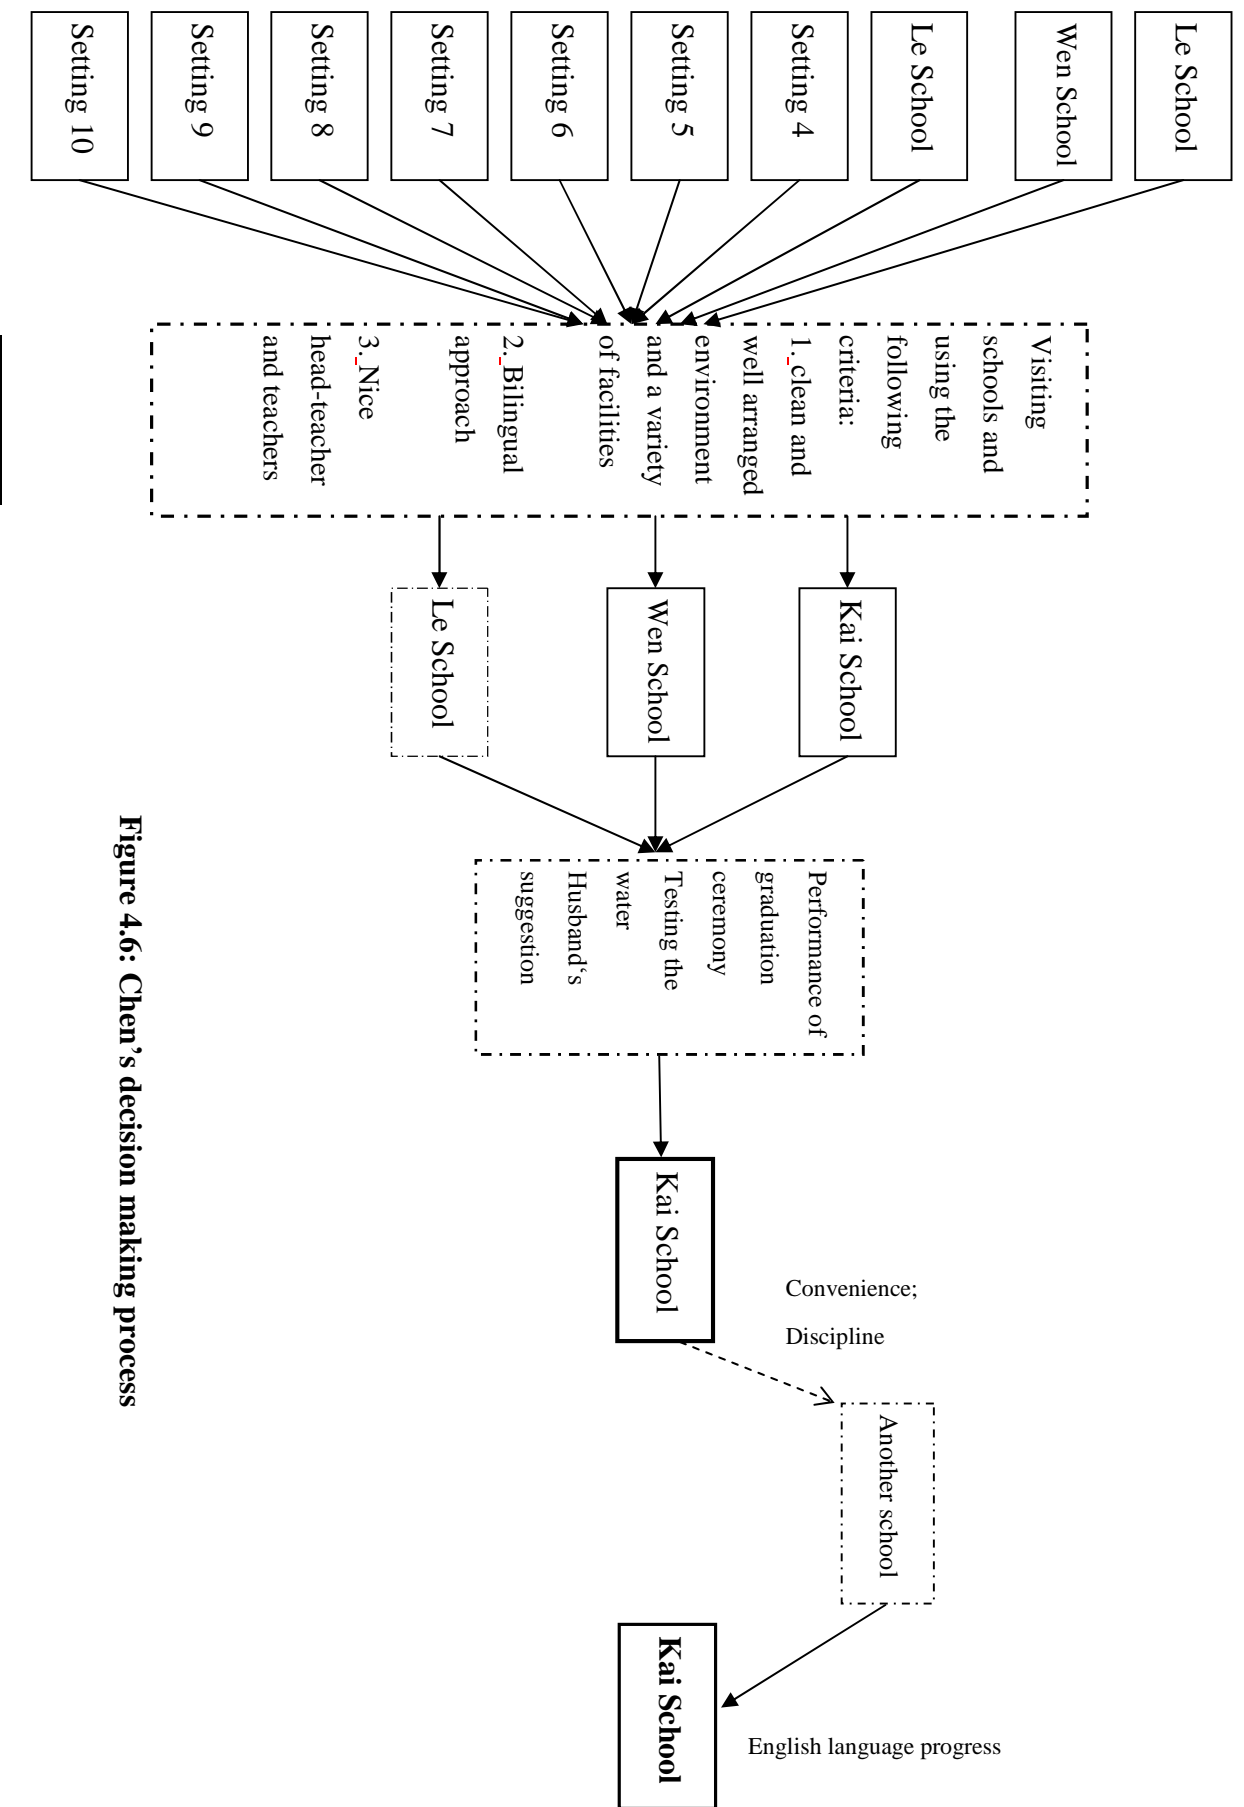 Le School
Wen School
Le School
Setting 4
Setting 5
Setting 6
Setting 7
Setting 8
Setting 9
Setting 10
Visiting
schools and
using the
following
criteria:
1. clean and
well arranged
environment
and a variety
of facilities
2. Bilingual
approach
3. Nice
head-teacher
and teachers
Kai School
Wen School
Le School
Performance of
graduation
ceremony
Testing the
water
Husband‘s
suggestion
Kai School
Convenience;
Discipline
Another school
Kai School
English language progress
Figure 4.6: Chen’s decision making process